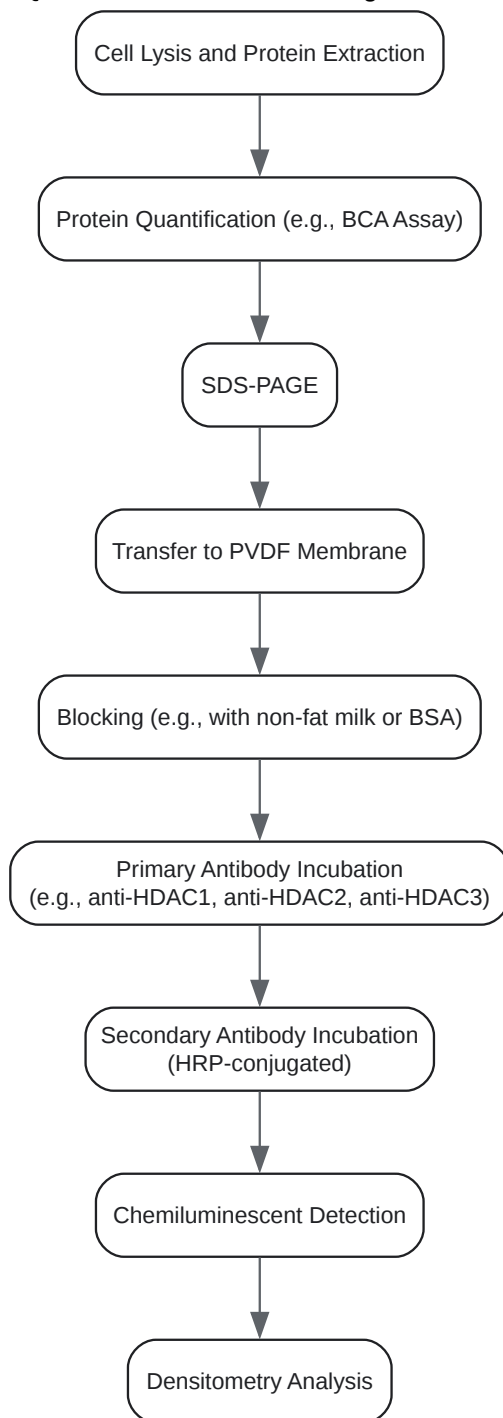 Cell Lysis and Protein Extraction
Protein Quantification (e.g., BCA Assay)
SDS-PAGE
Transfer to PVDF Membrane
Blocking (e.g., with non-fat milk or BSA)
Primary Antibody Incubation
(e.g., anti-HDAC1, anti-HDAC2, anti-HDAC3)
Secondary Antibody Incubation
(HRP-conjugated)
Chemiluminescent Detection
Densitometry Analysis